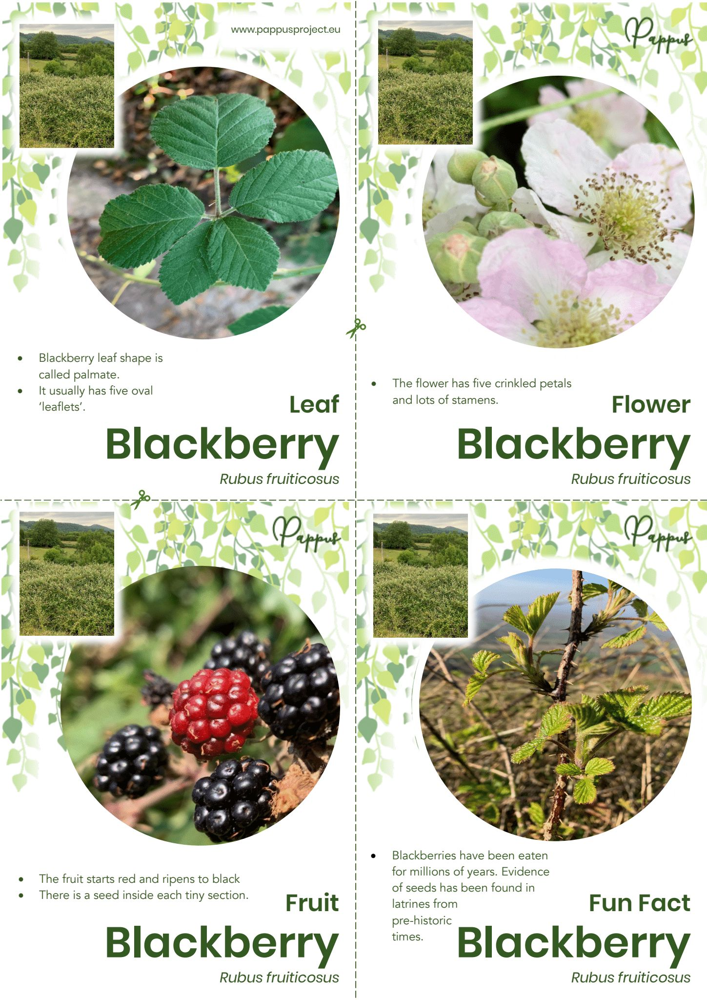 www.pappusproject.eu
• Blackberry leaf shape is
called palmate.
• It usually has five oval
‘leaflets’.
Leaf
Blackberry
Rubus fruiticosus
Pappus
• The flower has five crinkled petals
and lots of stamens.
Flower
Blackberry
Rubus fruiticosus
Pappus
• The fruit starts red and ripens to black
• There is a seed inside each tiny section.
Fruit
Blackberry
Rubus fruiticosus
Pappus
• Blackberries have been eaten
for millions of years. Evidence
of seeds has been found in
latrines from
pre-historic
times.
Fun Fact
Blackberry
Rubus fruiticosus